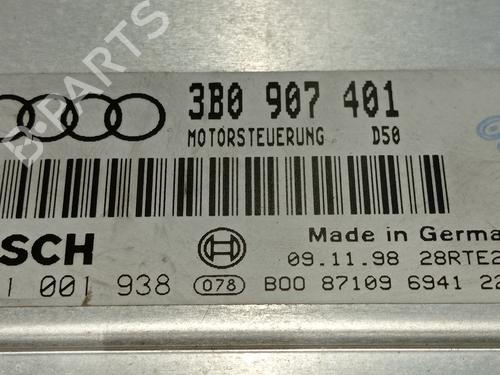 3B0 907 401
MOTORSTEUERUNG D50
SCH
Made in Germa
09.11.98 28RTE2
1 001 938 078 B00 87109 6941 22